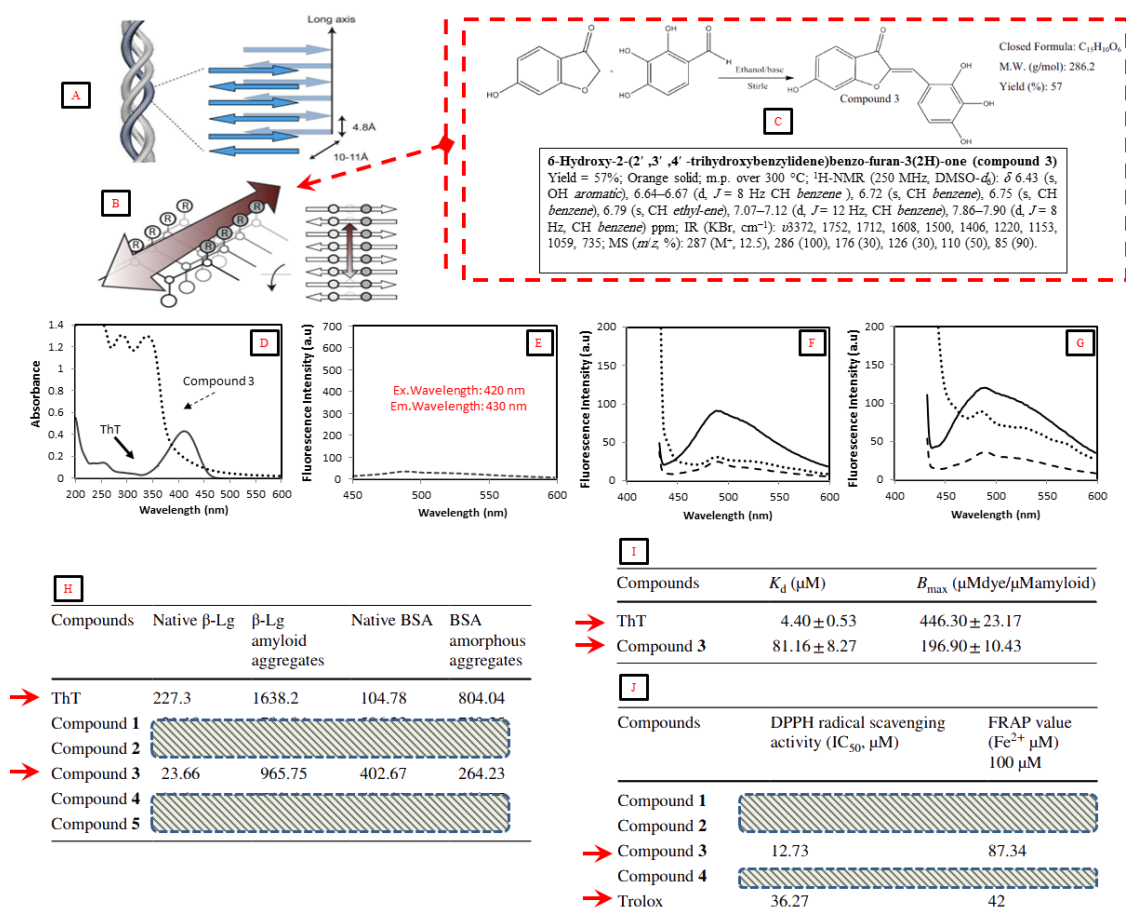 Long axis
A
4.8Å
10-11Å
B
R R R R R
R R R R
O
O
HO
OH
O
HO
H
OH
Ethanol/base
Stirle
O
HO
O
OH
OH
OH
Compound 3
Closed Formula: C15H10O6
M.W. (g/mol): 286.2
Yield (%): 57
C
6-Hydroxy-2-(2′ ,3′ ,4′ -trihydroxybenzylidene)benzo-furan-3(2H)-one (compound 3)
Yield = 57%; Orange solid; m.p. over 300 °C; ¹H-NMR (250 MHz, DMSO-d6): δ 6.43 (s,
OH aromatic), 6.64–6.67 (d, J = 8 Hz CH benzene ), 6.72 (s, CH benzene), 6.75 (s, CH
benzene), 6.79 (s, CH ethyl-ene), 7.07–7.12 (d, J = 12 Hz, CH benzene), 7.86–7.90 (d, J = 8
Hz, CH benzene) ppm; IR (KBr, cm⁻¹): υ3372, 1752, 1712, 1608, 1500, 1406, 1220, 1153,
1059, 735; MS (m/z, %): 287 (M⁺, 12.5), 286 (100), 176 (30), 126 (30), 110 (50), 85 (90).
Absorbance
1.4
1.2
1
0.8
0.6
0.4
0.2
0
D
Compound 3
ThT
200 250 300 350 400 450 500 550 600
Wavelength (nm)
Fluorescence Intensity (a.u)
700
600
500
400
300
200
100
0
E
Ex.Wavelength: 420 nm
Em.Wavelength: 430 nm
450 500 550 600
Wavelength (nm)
Fluorescence Intensity (a.u)
200
150
100
50
0
F
400 450 500 550 600
Wavelength (nm)
Fluorescence Intensity (a.u)
200
150
100
50
0
G
400 450 500 550 600
Wavelength (nm)
H
Compounds Native β-Lg β-Lg amyloid aggregates Native BSA BSA amorphous aggregates
ThT 227.3 1638.2 104.78 804.04
Compound 1
Compound 2
Compound 3 23.66 965.75 402.67 264.23
Compound 4
Compound 5
I
Compounds Kd (µM) Bmax (µMdye/µMamyloid)
ThT 4.40 ± 0.53 446.30 ± 23.17
Compound 3 81.16 ± 8.27 196.90 ± 10.43
J
Compounds DPPH radical scavenging activity (IC50, µM) FRAP value (Fe2+ µM) 100 µM
Compound 1
Compound 2
Compound 3 12.73 87.34
Compound 4
Trolox 36.27 42